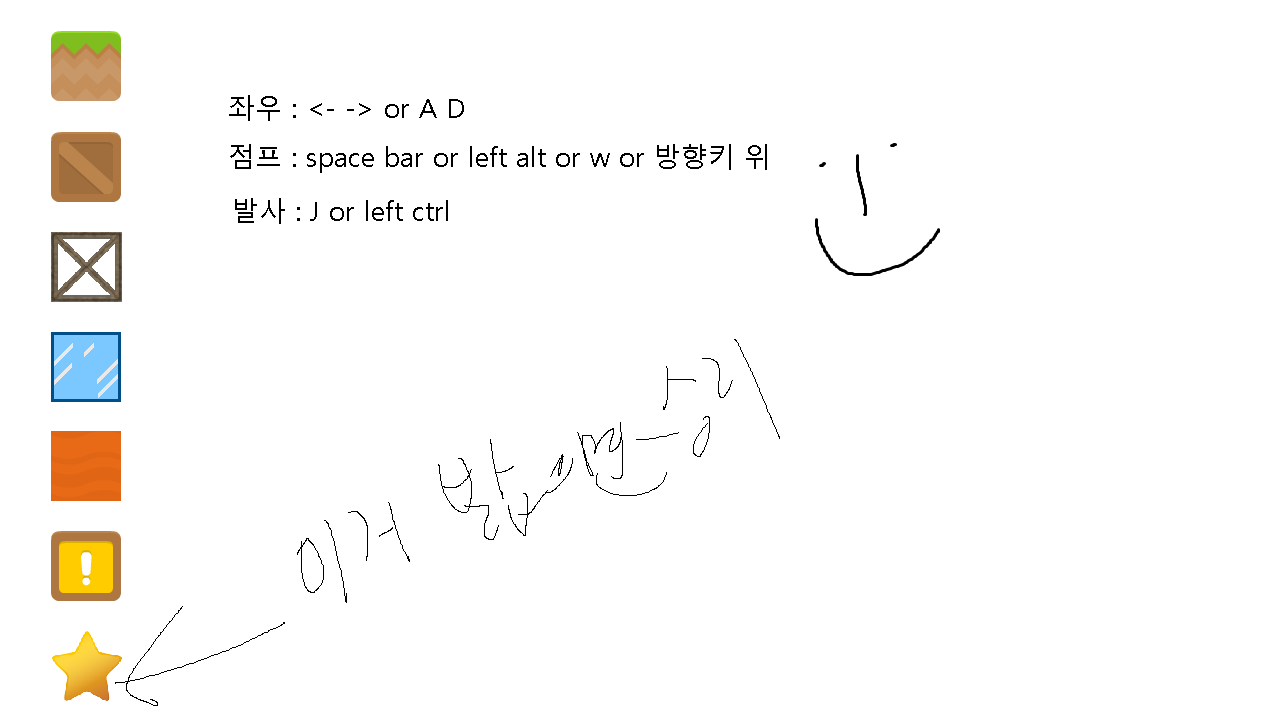 좌우 : <- -> or A D
점프 : space bar or left alt or w or 방향키 위
발사 : J or left ctrl
이거 밟으면 승리
!